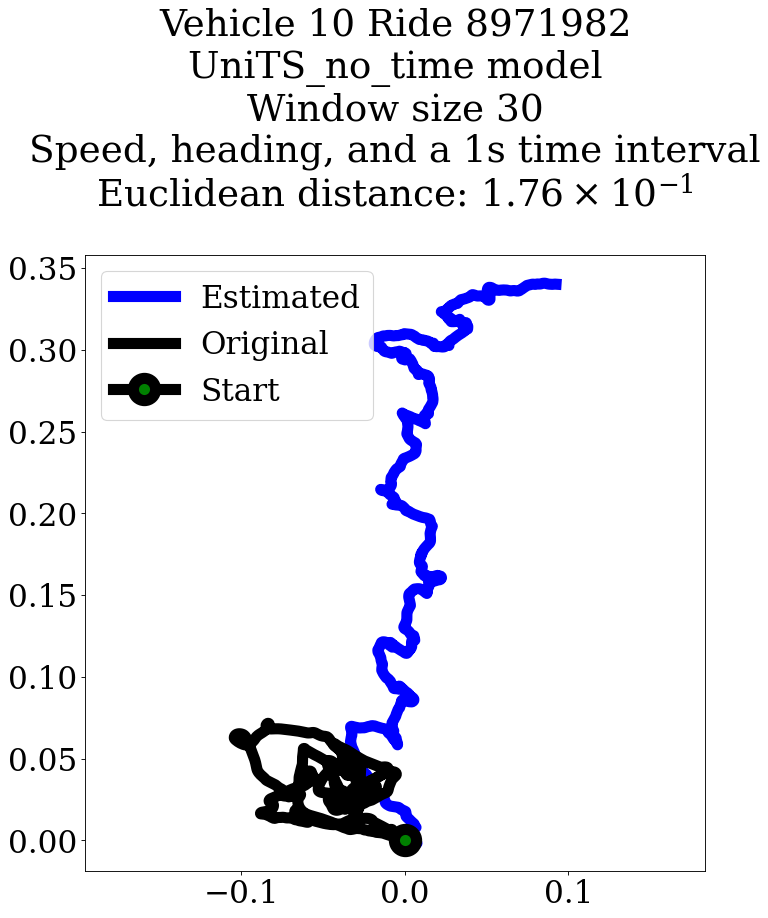 Vehicle 10 Ride 8971982
UniTS_no_time model
Window size 30
Speed, heading, and a 1s time interval
Euclidean distance: 1.76 × 10⁻¹
Estimated
Original
Start
0.35
0.30
0.25
0.20
0.15
0.10
0.05
0.00
−0.1 0.0 0.1